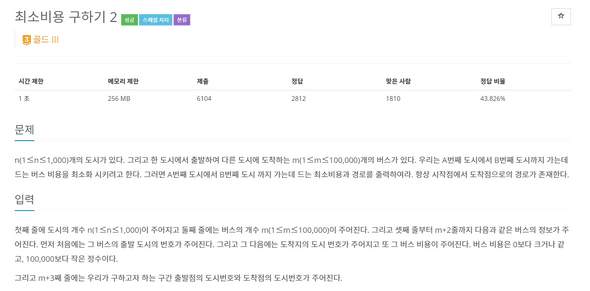 최소비용 구하기 2 성공 스페셜 저지 분류
3 골드 III
시간 제한 메모리 제한 제출 정답 맞은 사람 정답 비율
1 초 256 MB 6104 2812 1810 43.826%
문제
n(1≤n≤1,000)개의 도시가 있다. 그리고 한 도시에서 출발하여 다른 도시에 도착하는 m(1≤m≤100,000)개의 버스가 있다. 우리는 A번째 도시에서 B번째 도시까지 가는데
드는 버스 비용을 최소화 시키려고 한다. 그러면 A번째 도시에서 B번째 도시 까지 가는데 드는 최소비용과 경로를 출력하여라. 항상 시작점에서 도착점으로의 경로가 존재한다.
입력
첫째 줄에 도시의 개수 n(1≤n≤1,000)이 주어지고 둘째 줄에는 버스의 개수 m(1≤m≤100,000)이 주어진다. 그리고 셋째 줄부터 m+2줄까지 다음과 같은 버스의 정보가 주
어진다. 먼저 처음에는 그 버스의 출발 도시의 번호가 주어진다. 그리고 그 다음에는 도착지의 도시 번호가 주어지고 또 그 버스 비용이 주어진다. 버스 비용은 0보다 크거나 같
고, 100,000보다 작은 정수이다.
그리고 m+3째 줄에는 우리가 구하고자 하는 구간 출발점의 도시번호와 도착점의 도시번호가 주어진다.